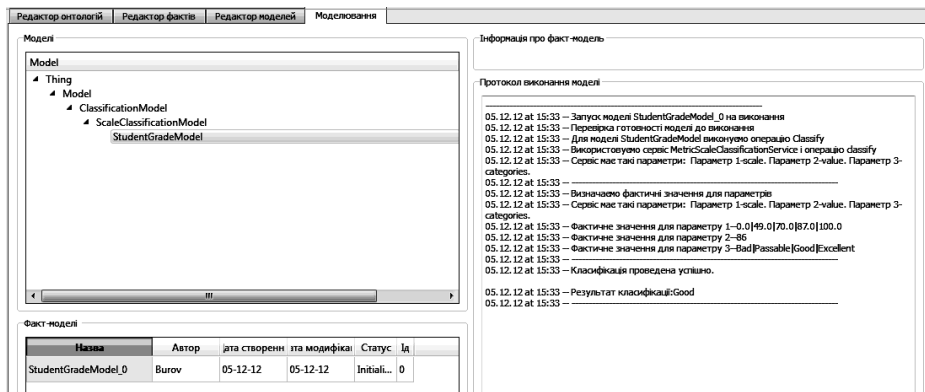 Редактор онтологій Редактор фактів Редактор моделей Моделювання
Моделі
Model
Thing
Model
ClassificationModel
ScaleClassificationModel
StudentGradeModel
Факт-моделі
Назва Автор ата створенн ата модифікаі Статус Ід
StudentGradeModel_0 Burov 05-12-12 05-12-12 Initiali... 0
Інформація про факт-модель
Протокол виконання моделі
05.12.12 at 15:33 -- Запуск моделі StudentGradeModel_0 на виконання
05.12.12 at 15:33 -- Перевірка готовності моделі до виконання
05.12.12 at 15:33 -- Для моделі StudentGradeModel виконуємо операцію Classify
05.12.12 at 15:33 -- Використовуємо сервіс MetricScaleClassificationService і операцію classify
05.12.12 at 15:33 -- Сервіс має такі параметри: Параметр 1-scale. Параметр 2-value. Параметр 3-
categories.
05.12.12 at 15:33 -- ------------------------------------------------
05.12.12 at 15:33 -- Визначаємо фактичні значення для параметрів
05.12.12 at 15:33 -- Сервіс має такі параметри: Параметр 1-scale. Параметр 2-value. Параметр 3-
categories.
05.12.12 at 15:33 -- Фактичне значення для параметру 1--0.0|49.0|70.0|87.0|100.0
05.12.12 at 15:33 -- Фактичне значення для параметру 2--86
05.12.12 at 15:33 -- Фактичне значення для параметру 3--Bad|Passable|Good|Excellent
05.12.12 at 15:33 -- ------------------------------------------------
05.12.12 at 15:33 -- Класифікація проведена успішно.
05.12.12 at 15:33 -- Результат класифікації:Good
05.12.12 at 15:33 -- ------------------------------------------------